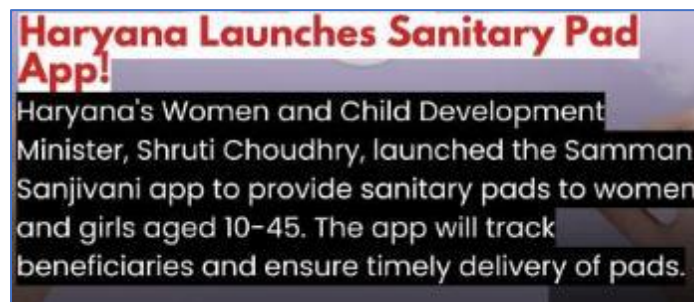 Haryana Launches Sanitary Pad
App!
Haryana's Women and Child Development
Minister, Shruti Choudhry, launched the Samman
Sanjivani app to provide sanitary pads to women
and girls aged 10-45. The app will track
beneficiaries and ensure timely delivery of pads.